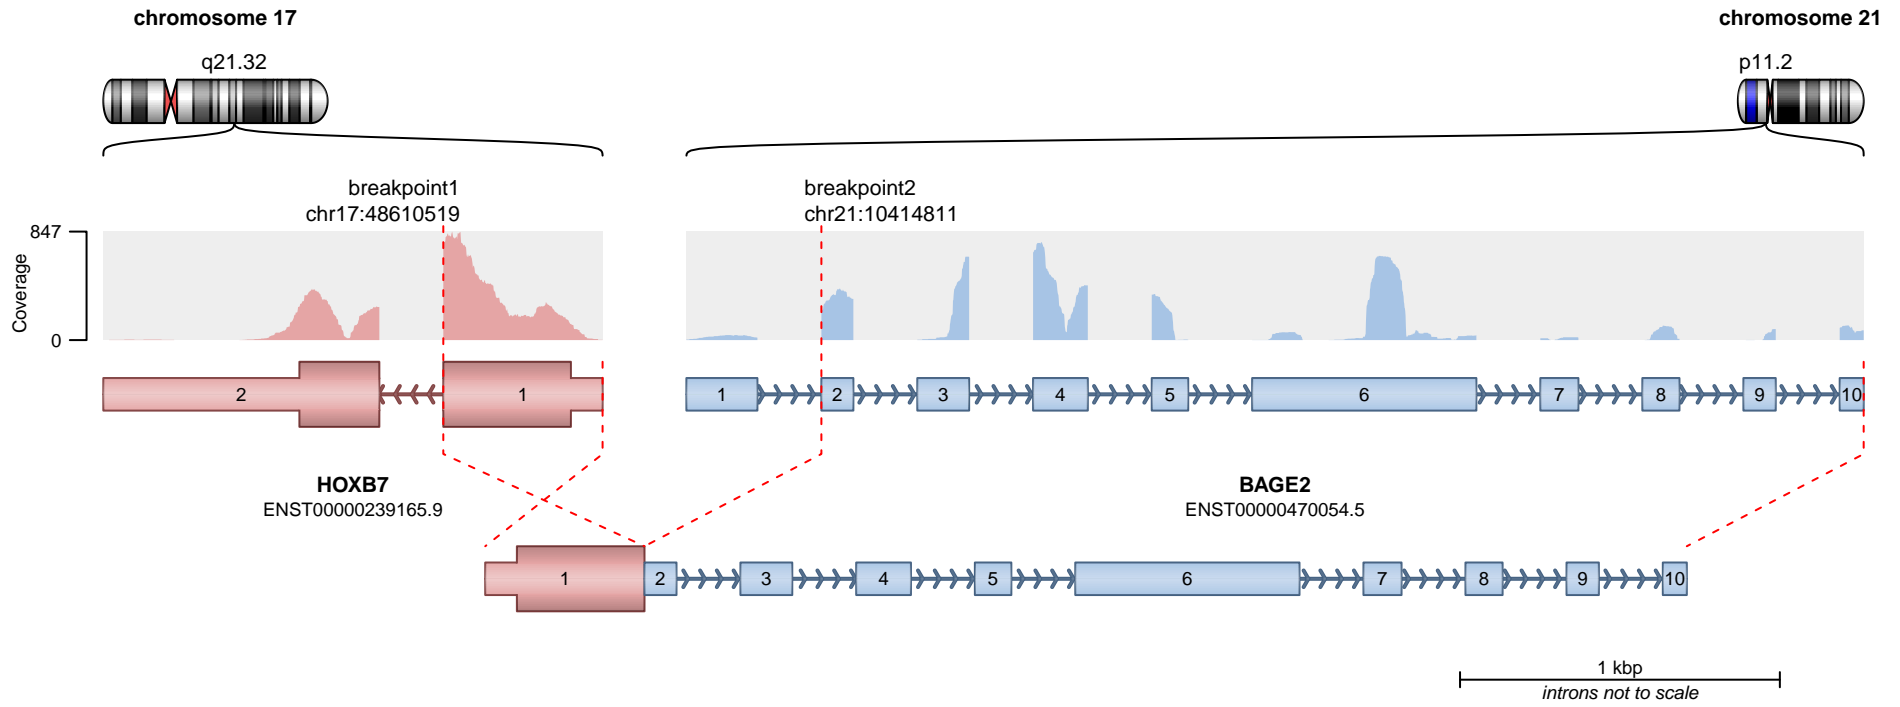 chromosome 17
chromosome 21
q21.32
p11.2
breakpoint1
chr17:48610519
breakpoint2
chr21:10414811
847
0
Coverage
2
1
1
2
3
4
5
6
7
8
9
10
HOXB7
ENST00000239165.9
BAGE2
ENST00000470054.5
1
2
3
4
5
6
7
8
9
10
1 kbp
introns not to scale